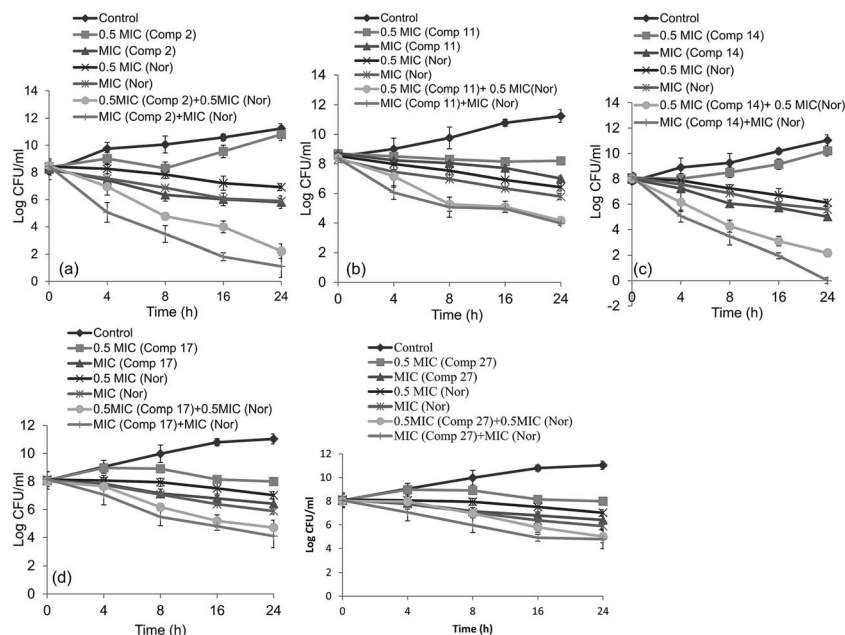 Control
0.5 MIC (Comp 2)
MIC (Comp 2)
0.5 MIC (Nor)
MIC (Nor)
0.5MIC (Comp 2)+0.5MIC (Nor)
MIC (Comp 2)+MIC (Nor)
14
12
10
8
6
4
2
0
Log CFU/ml
(a)
0 4 8 16 24
Time (h)
Control
0.5 MIC (Comp 11)
MIC (Comp 11)
0.5 MIC (Nor)
MIC (Nor)
0.5 MIC (Comp 11)+ 0.5 MIC(Nor)
MIC (Comp 11)+MIC (Nor)
14
12
10
8
6
4
2
0
Log CFU/ml
(b)
0 4 8 16 24
Time (h)
Control
0.5 MIC (Comp 14)
MIC (Comp 14)
0.5 MIC (Nor)
MIC (Nor)
0.5 MIC (Comp 14)+ 0.5 MIC(Nor)
MIC (Comp 14)+MIC (Nor)
14
12
10
8
6
4
2
0
-2
Log CFU/ml
(c)
0 4 8 16 24
Time (h)
Control
0.5 MIC (Comp 17)
MIC (Comp 17)
0.5 MIC (Nor)
MIC (Nor)
0.5MIC (Comp 17)+0.5MIC (Nor)
MIC (Comp 17)+MIC (Nor)
12
10
8
6
4
2
0
Log CFU/ml
(d)
0 4 8 16 24
Time (h)
Control
0.5 MIC (Comp 27)
MIC (Comp 27)
0.5 MIC (Nor)
MIC (Nor)
0.5MIC (Comp 27)+0.5MIC (Nor)
MIC (Comp 27)+MIC (Nor)
12
10
8
6
4
2
0
Log CFU/ml
0 4 8 16 24
Time (h)